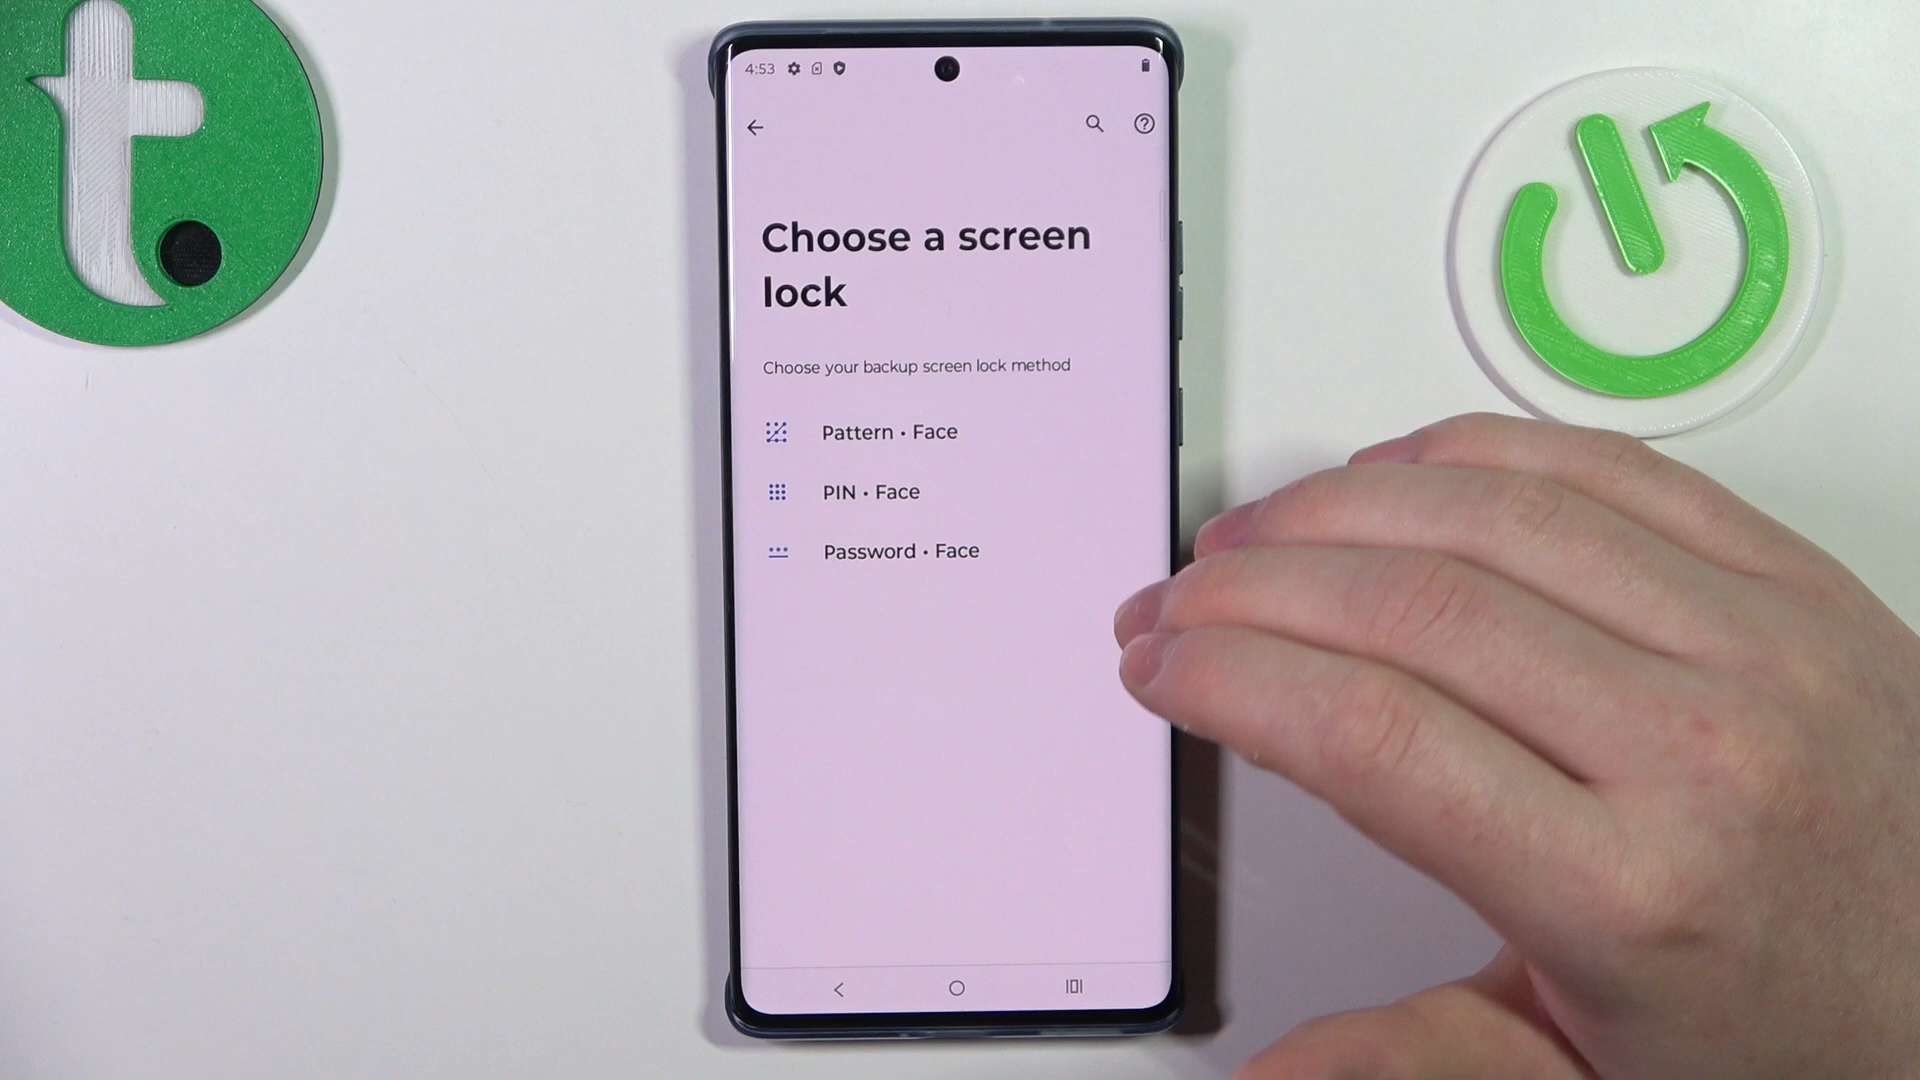 4:53
Choose a screen
lock
Choose your backup screen lock method
Pattern • Face
PIN • Face
Password • Face
t.